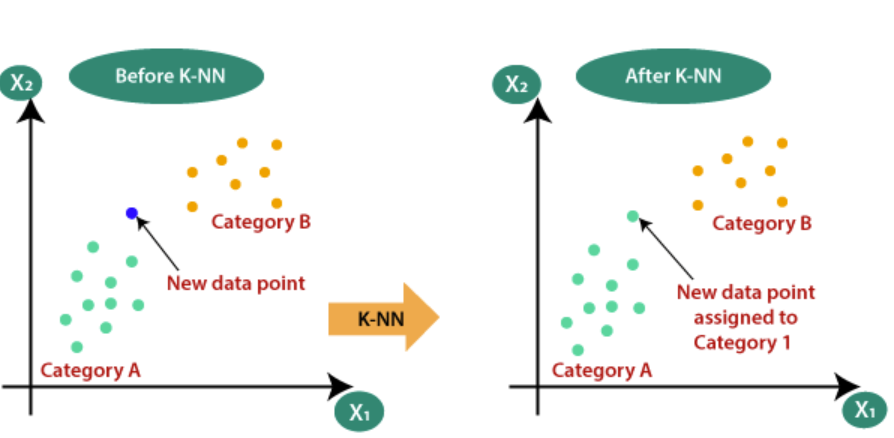 Before K-NN
X₂
Category B
New data point
Category A
X₁
K-NN
After K-NN
X₂
Category B
New data point
assigned to
Category 1
Category A
X₁